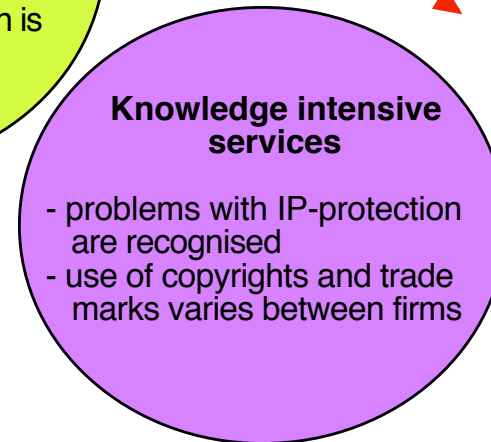 is
Knowledge intensive
services
- problems with IP-protection
are recognised
- use of copyrights and trade
marks varies between firms